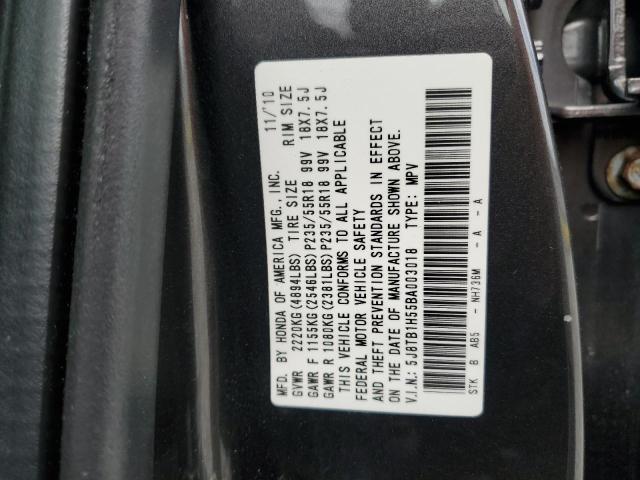 MFD. BY HONDA OF AMERICA MFG., INC. 11/'10
GVWR 2220KG (4894LBS) TIRE SIZE RIM SIZE
GAWR F 1155KG (2546LBS) P235/55R18 99V 18X7.5J
GAWR R 1080KG (2381LBS) P235/55R18 99V 18X7.5J
THIS VEHICLE CONFORMS TO ALL APPLICABLE
FEDERAL MOTOR VEHICLE SAFETY
AND THEFT PREVENTION STANDARDS IN EFFECT
ON THE DATE OF MANUFACTURE SHOWN ABOVE.
V.I.N.: 5J8TB1H55BA003018 TYPE: MPV
STK B AB5 - NH736M - A - A